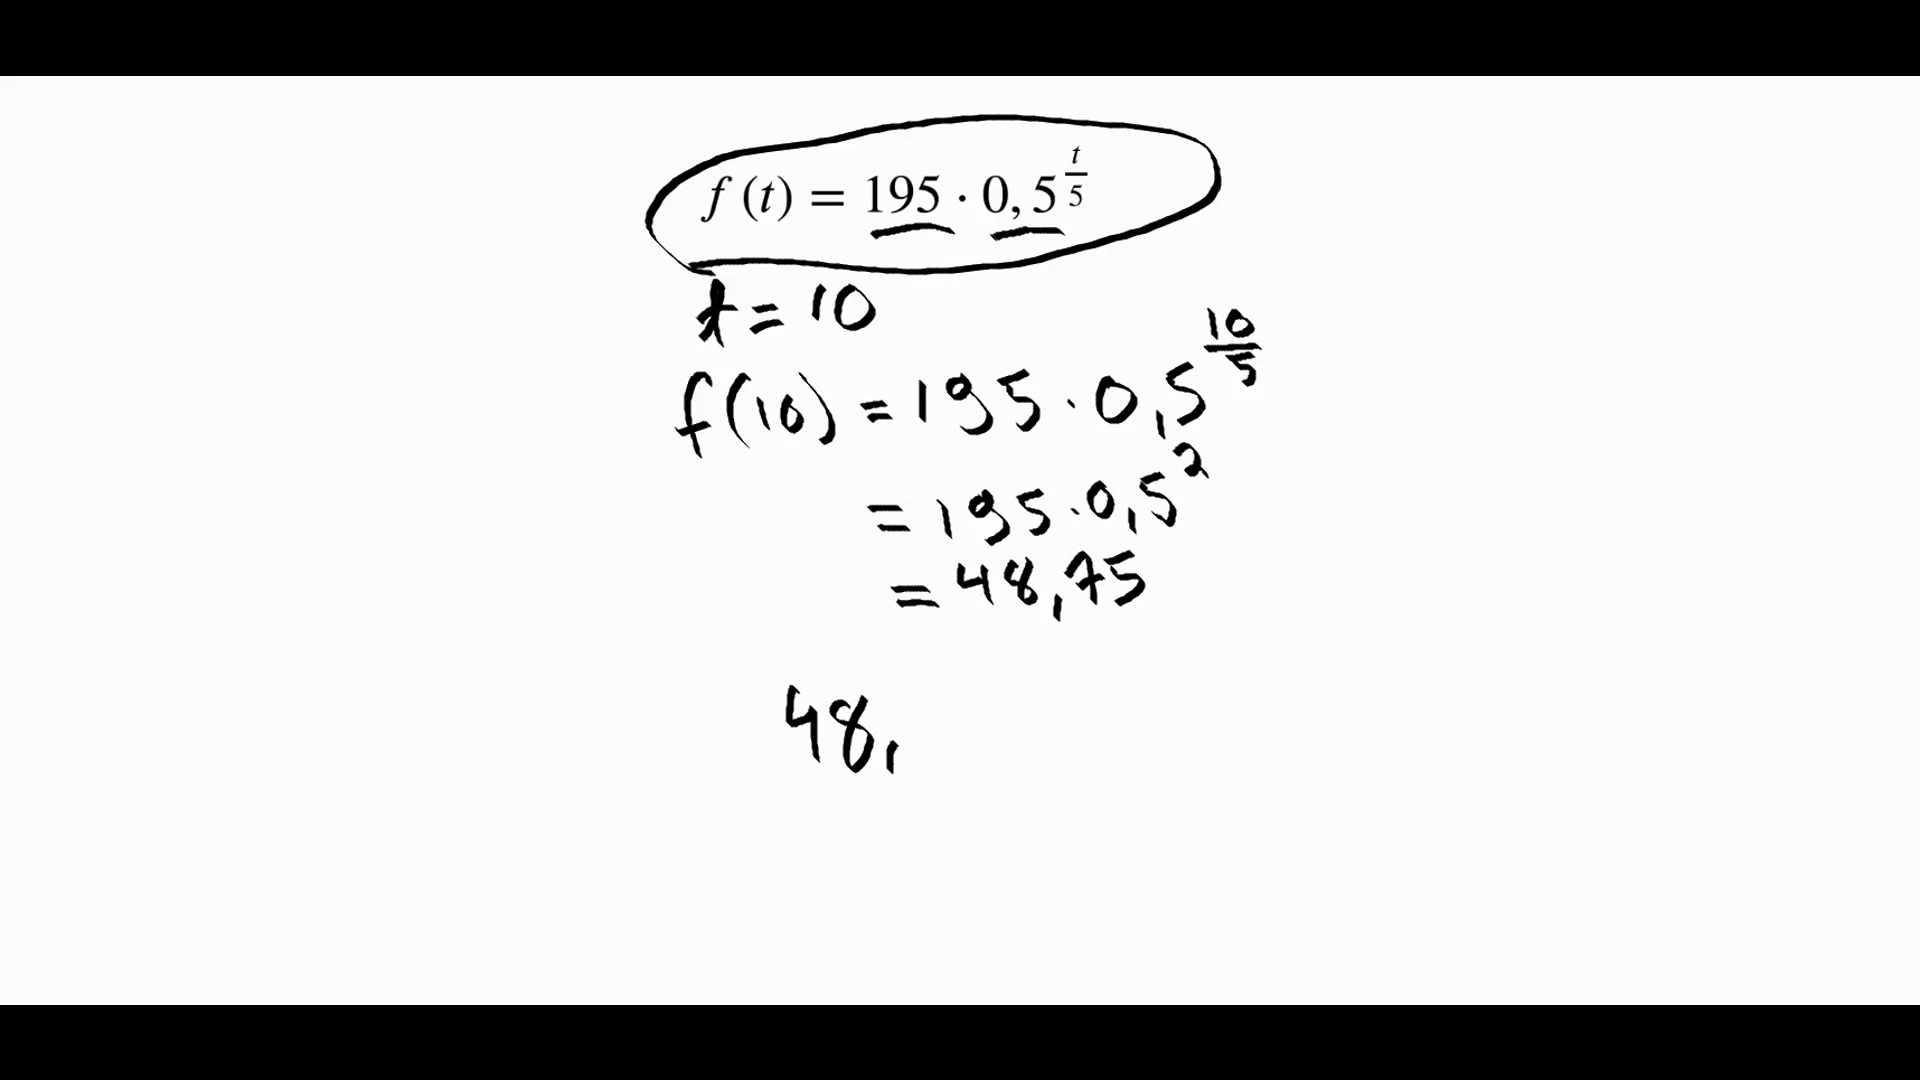 f (t) = 195 · 0, 5^{t/5}
t = 10
f(10) = 195 · 0,5^{10/5}
= 195 · 0,5^2
= 48,75
48,